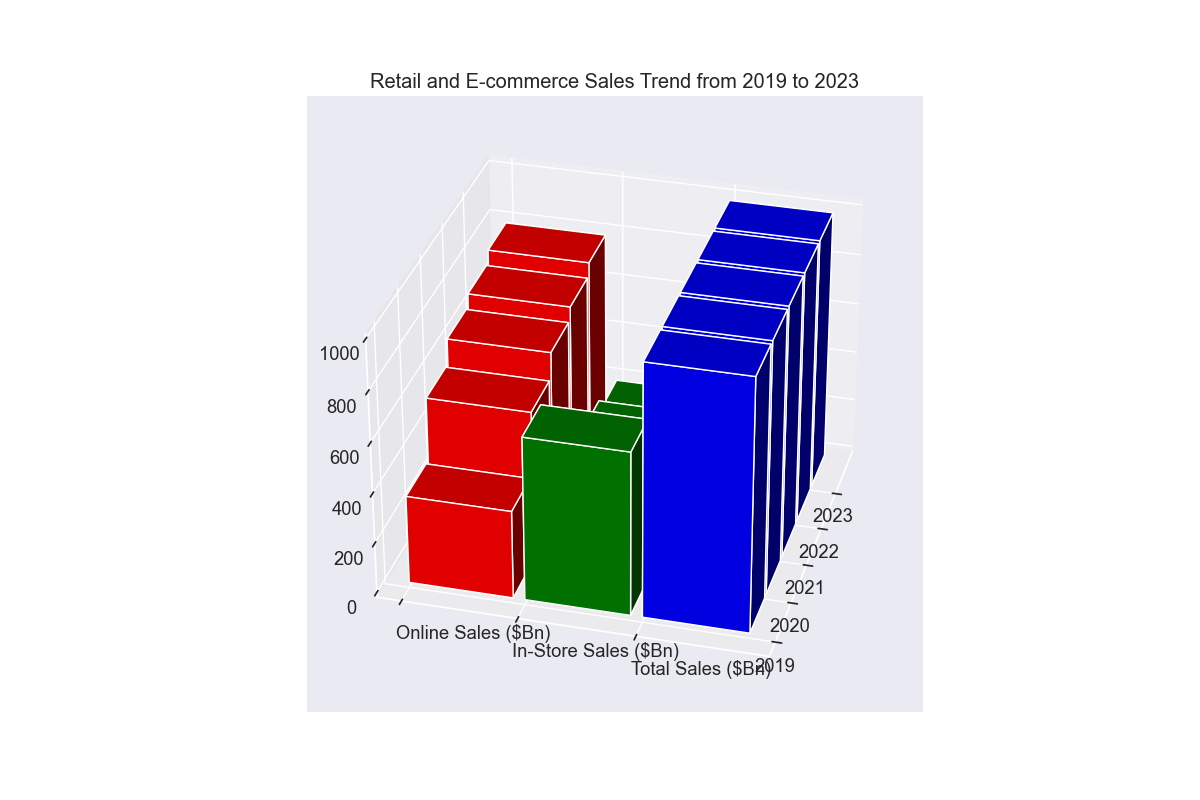 Retail and E-commerce Sales Trend from 2019 to 2023
1000
800
600
400
200
0
Online Sales ($Bn)
In-Store Sales ($Bn)
Total Sales ($Bn)
2019
2020
2021
2022
2023